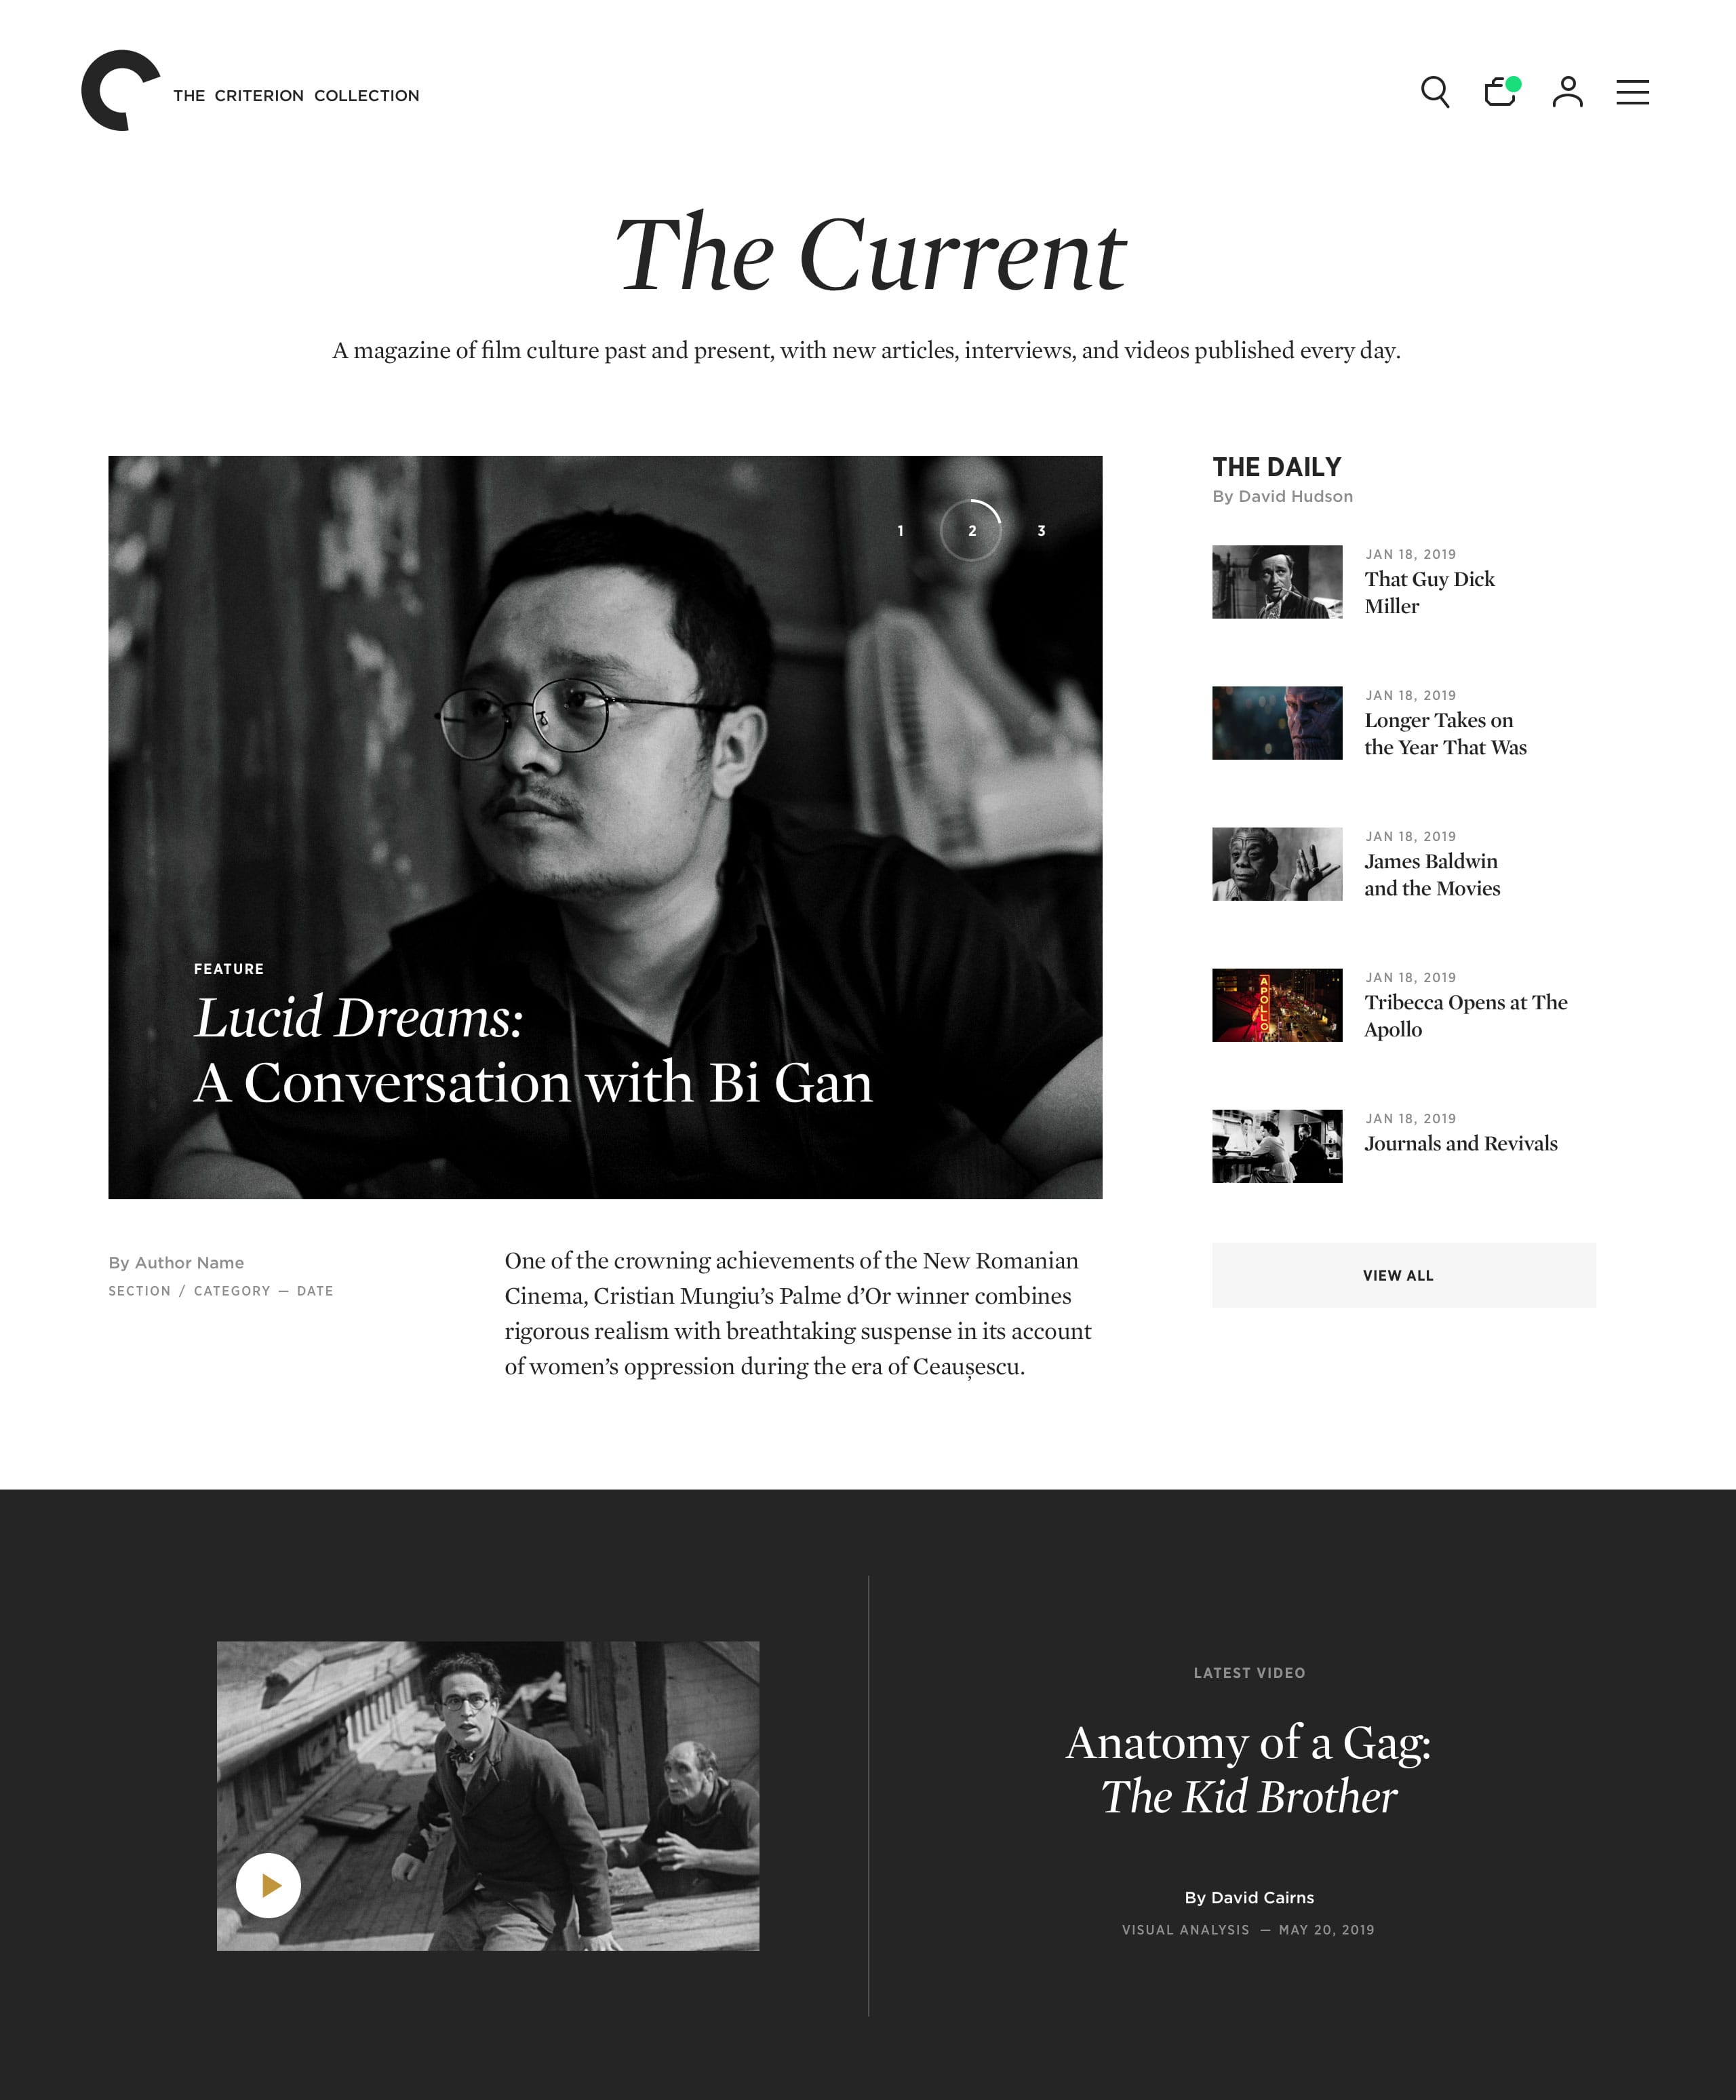 THE CRITERION COLLECTION
The Current
A magazine of film culture past and present, with new articles, interviews, and videos published every day.
1 2 3
FEATURE
Lucid Dreams:
A Conversation with Bi Gan
By Author Name
SECTION / CATEGORY — DATE
One of the crowning achievements of the New Romanian
Cinema, Cristian Mungiu’s Palme d’Or winner combines
rigorous realism with breathtaking suspense in its account
of women’s oppression during the era of Ceaușescu.
THE DAILY
By David Hudson
JAN 18, 2019
That Guy Dick
Miller
JAN 18, 2019
Longer Takes on
the Year That Was
JAN 18, 2019
James Baldwin
and the Movies
APOLLO
JAN 18, 2019
Tribecca Opens at The
Apollo
JAN 18, 2019
Journals and Revivals
VIEW ALL
LATEST VIDEO
Anatomy of a Gag:
The Kid Brother
By David Cairns
VISUAL ANALYSIS — MAY 20, 2019